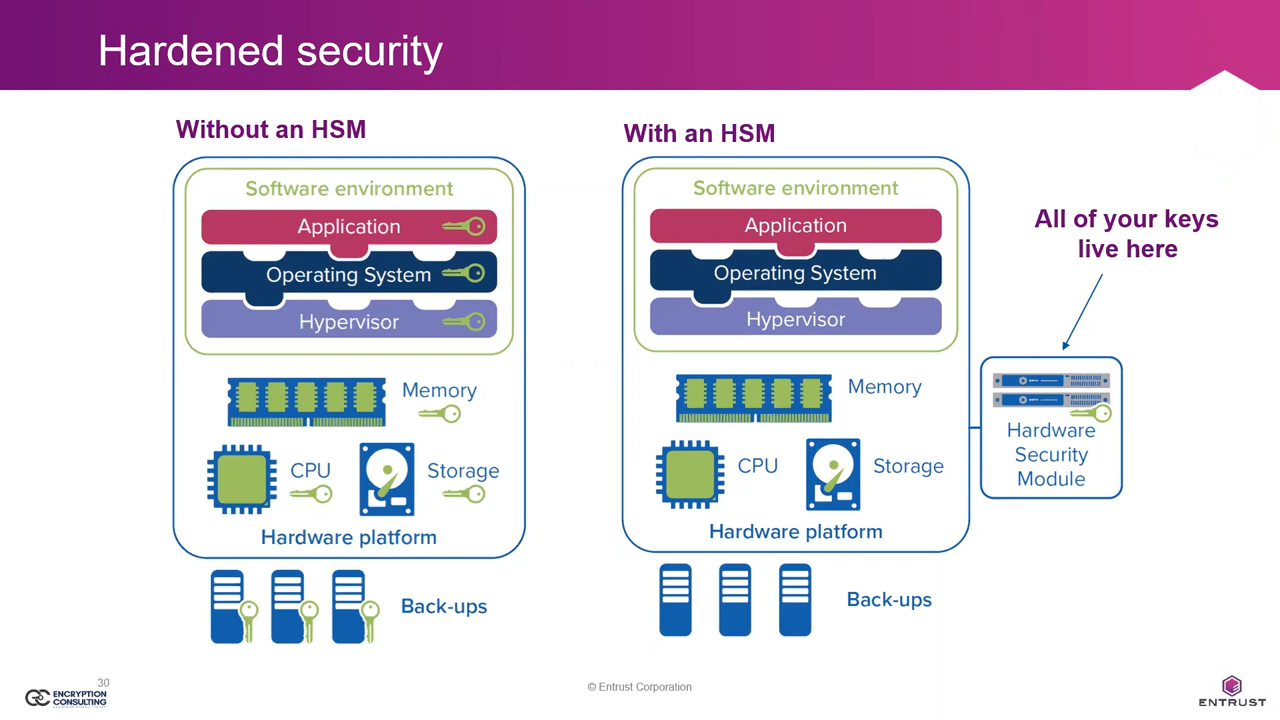 Hardened security
Without an HSM
Software environment
Application
Operating System
Hypervisor
Memory
CPU
Storage
Hardware platform
Back-ups
With an HSM
Software environment
Application
Operating System
Hypervisor
Memory
CPU
Storage
Hardware platform
Back-ups
All of your keys
live here
Hardware
Security
Module
30
ENCRYPTION
CONSULTING
© Entrust Corporation
ENTRUST